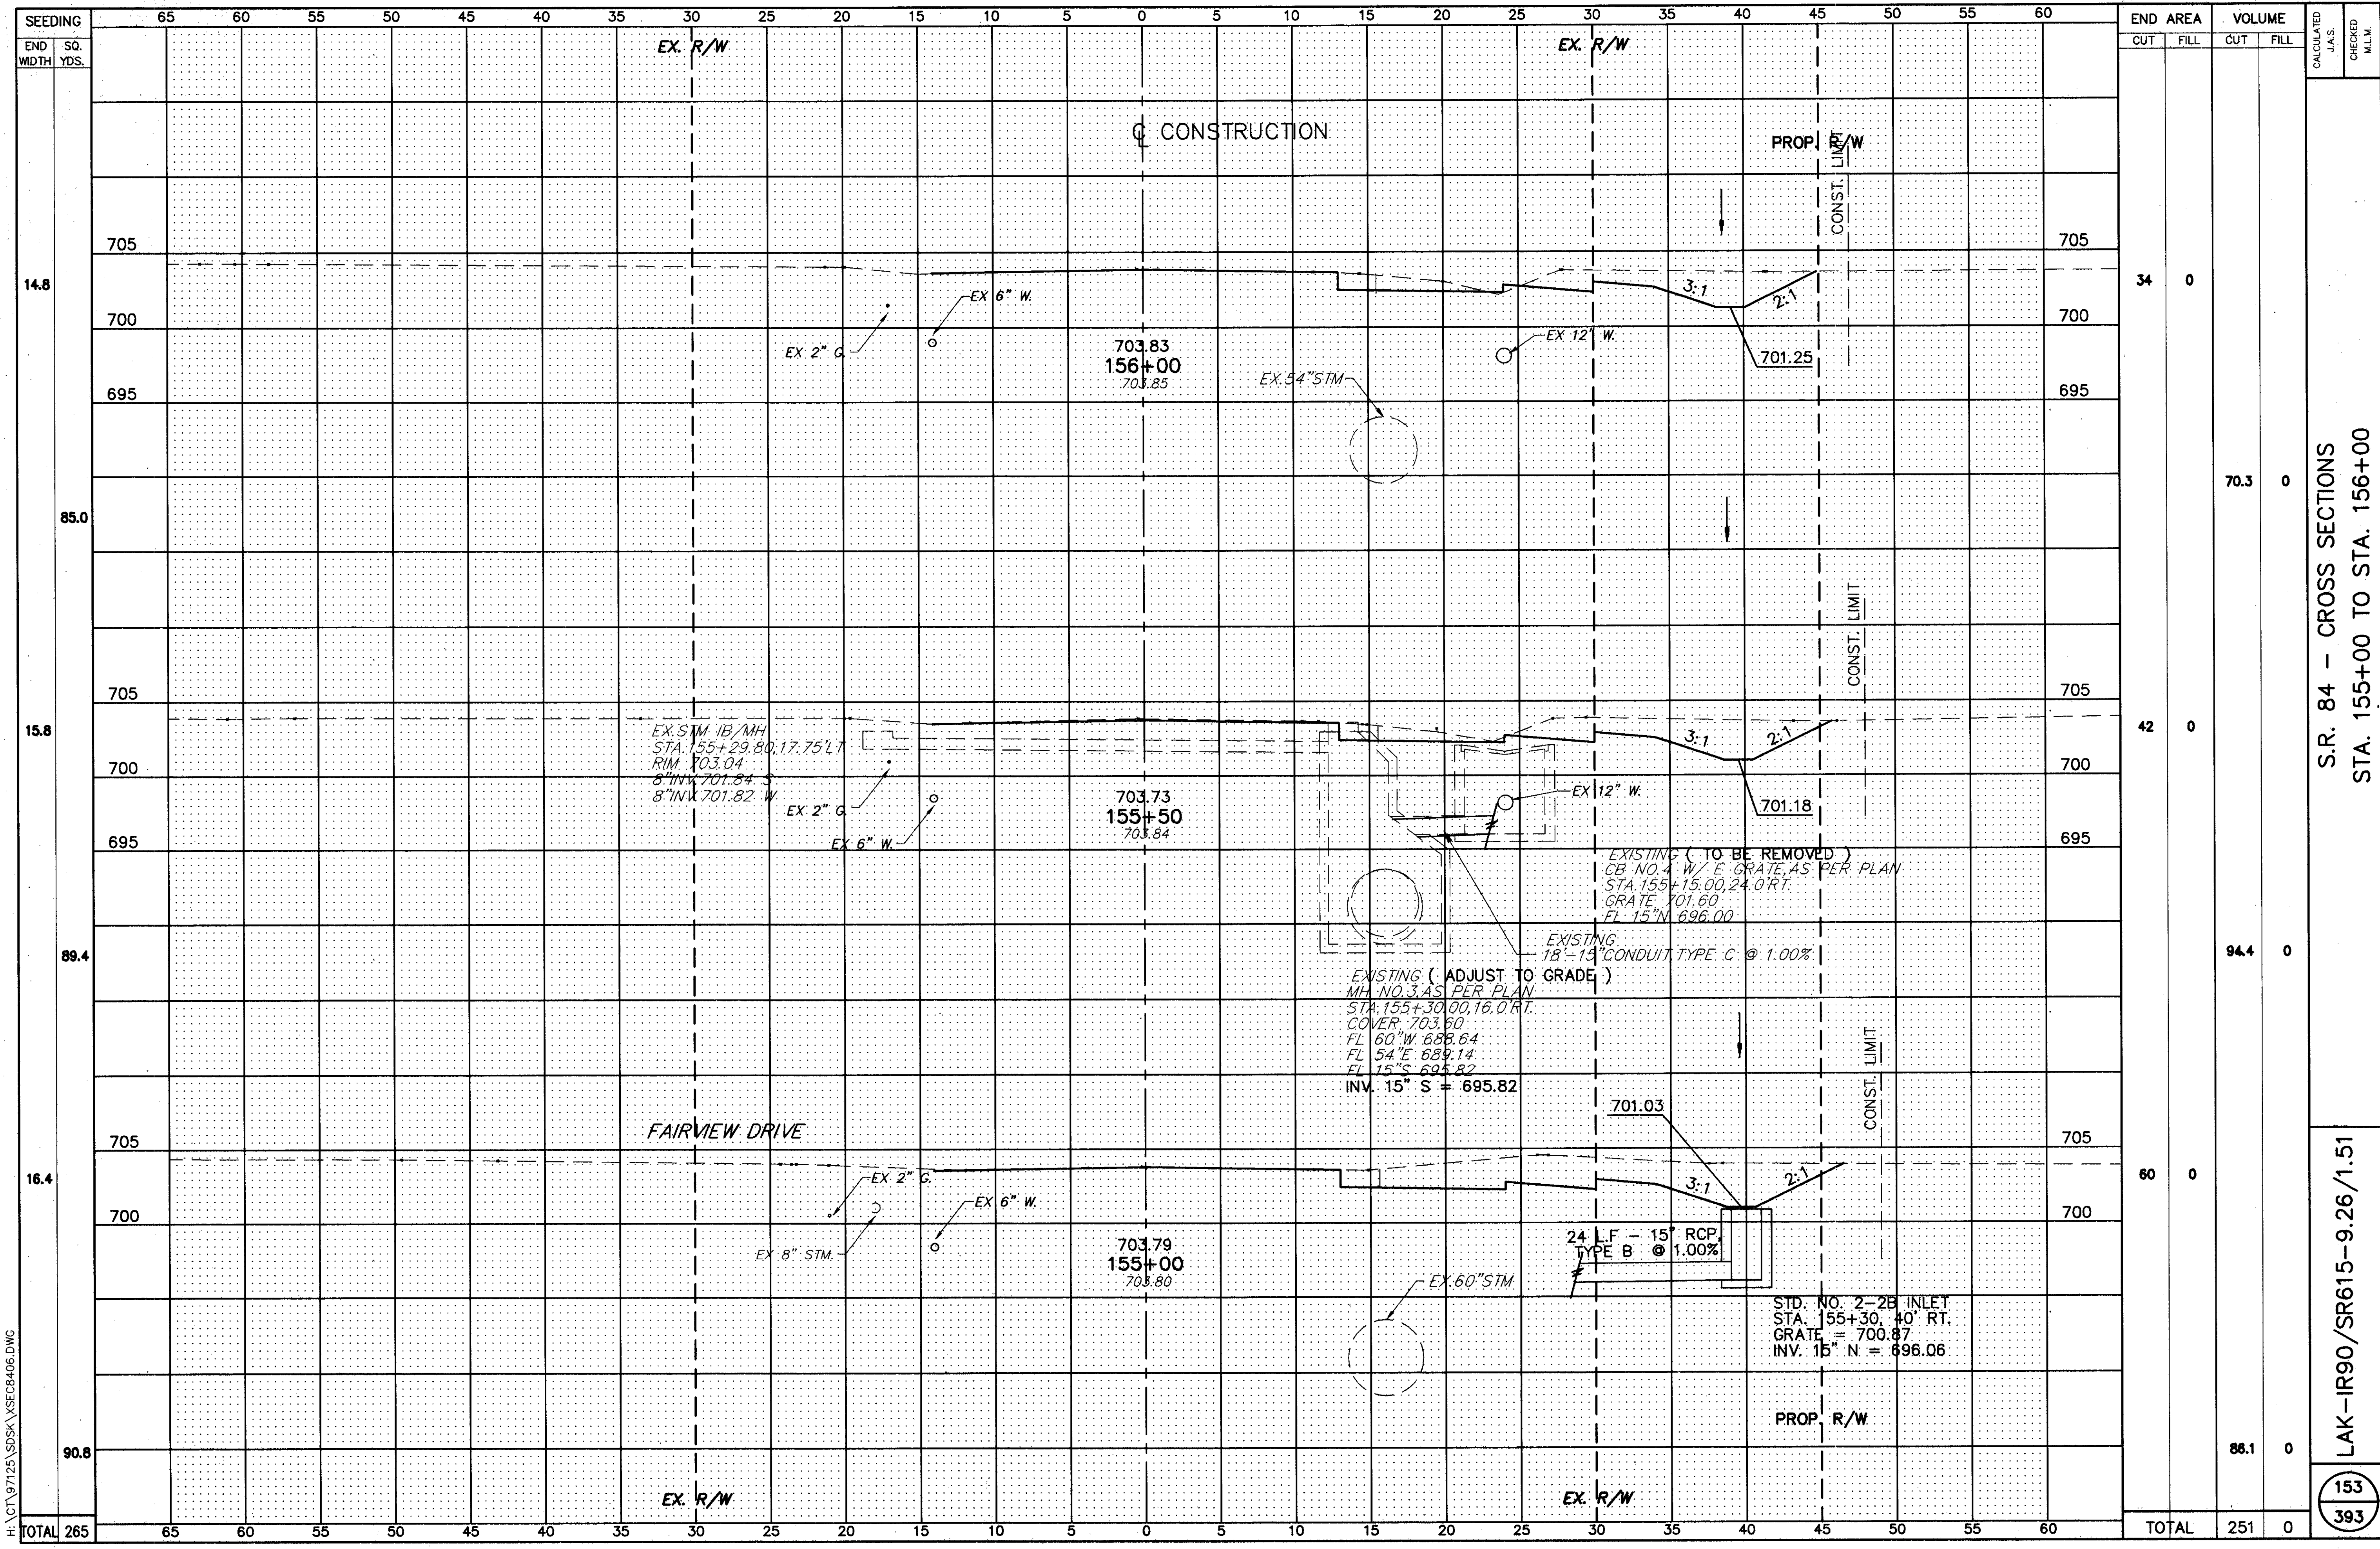 SEEDING
END WIDTH
SQ. YDS.
65 60 55 50 45 40 35 30 25 20 15 10 5 0 5 10 15 20 25 30 35 40 45 50 55 60
END AREA
VOLUME
CUT FILL CUT FILL
CALCULATED
J.A.S.
CHECKED
M.L.M.
EX. R/W
EX. R/W
℄ CONSTRUCTION
PROP. R/W
CONST. LIMIT
705
705
14.8
34 0
3:1
2:1
EX 6" W.
700
700
EX 2" G.
EX 12" W.
703.83
156+00
703.85
701.25
EX.54"STM
695
695
70.3 0
85.0
CONST. LIMIT
705
705
15.8
42 0
EX.STM IB/MH
STA.155+29.80,17.75'LT
RIM 703.04
8"INV 701.84 S
8"INV 701.82 W
3:1
2:1
700
700
EX 2" G.
EX 12" W.
703.73
155+50
703.84
701.18
EX 6" W.
695
695
EXISTING ( TO BE REMOVED )
CB NO.4 W/ E GRATE,AS PER PLAN
STA.155+15.00,24.0'RT.
GRATE 701.60
FL 15"N 696.00
EXISTING
18'-15"CONDUIT,TYPE C @ 1.00%
89.4
94.4 0
EXISTING ( ADJUST TO GRADE )
MH NO.3,AS PER PLAN
STA.155+30.00,16.0'RT.
COVER 703.60
FL 60"W 688.64
FL 54"E 689.14
FL 15"S 695.82
INV. 15" S = 695.82
CONST. LIMIT
701.03
FAIRVIEW DRIVE
705
705
16.4
60 0
EX 2" G.
3:1
2:1
EX 6" W.
700
700
EX 8" STM.
703.79
155+00
703.80
24 L.F - 15" RCP,
TYPE B @ 1.00%
EX.60"STM
STD. NO. 2-2B INLET
STA. 155+30, 40' RT.
GRATE = 700.87
INV. 15" N = 696.06
PROP. R/W
90.8
86.1 0
EX. R/W
EX. R/W
TOTAL 265
65 60 55 50 45 40 35 30 25 20 15 10 5 0 5 10 15 20 25 30 35 40 45 50 55 60
TOTAL 251 0
H:\CT\97125\SDSK\XSEC8406.DWG
S.R. 84 - CROSS SECTIONS
STA. 155+00 TO STA. 156+00
LAK-IR90/SR615-9.26/1.51
153
393